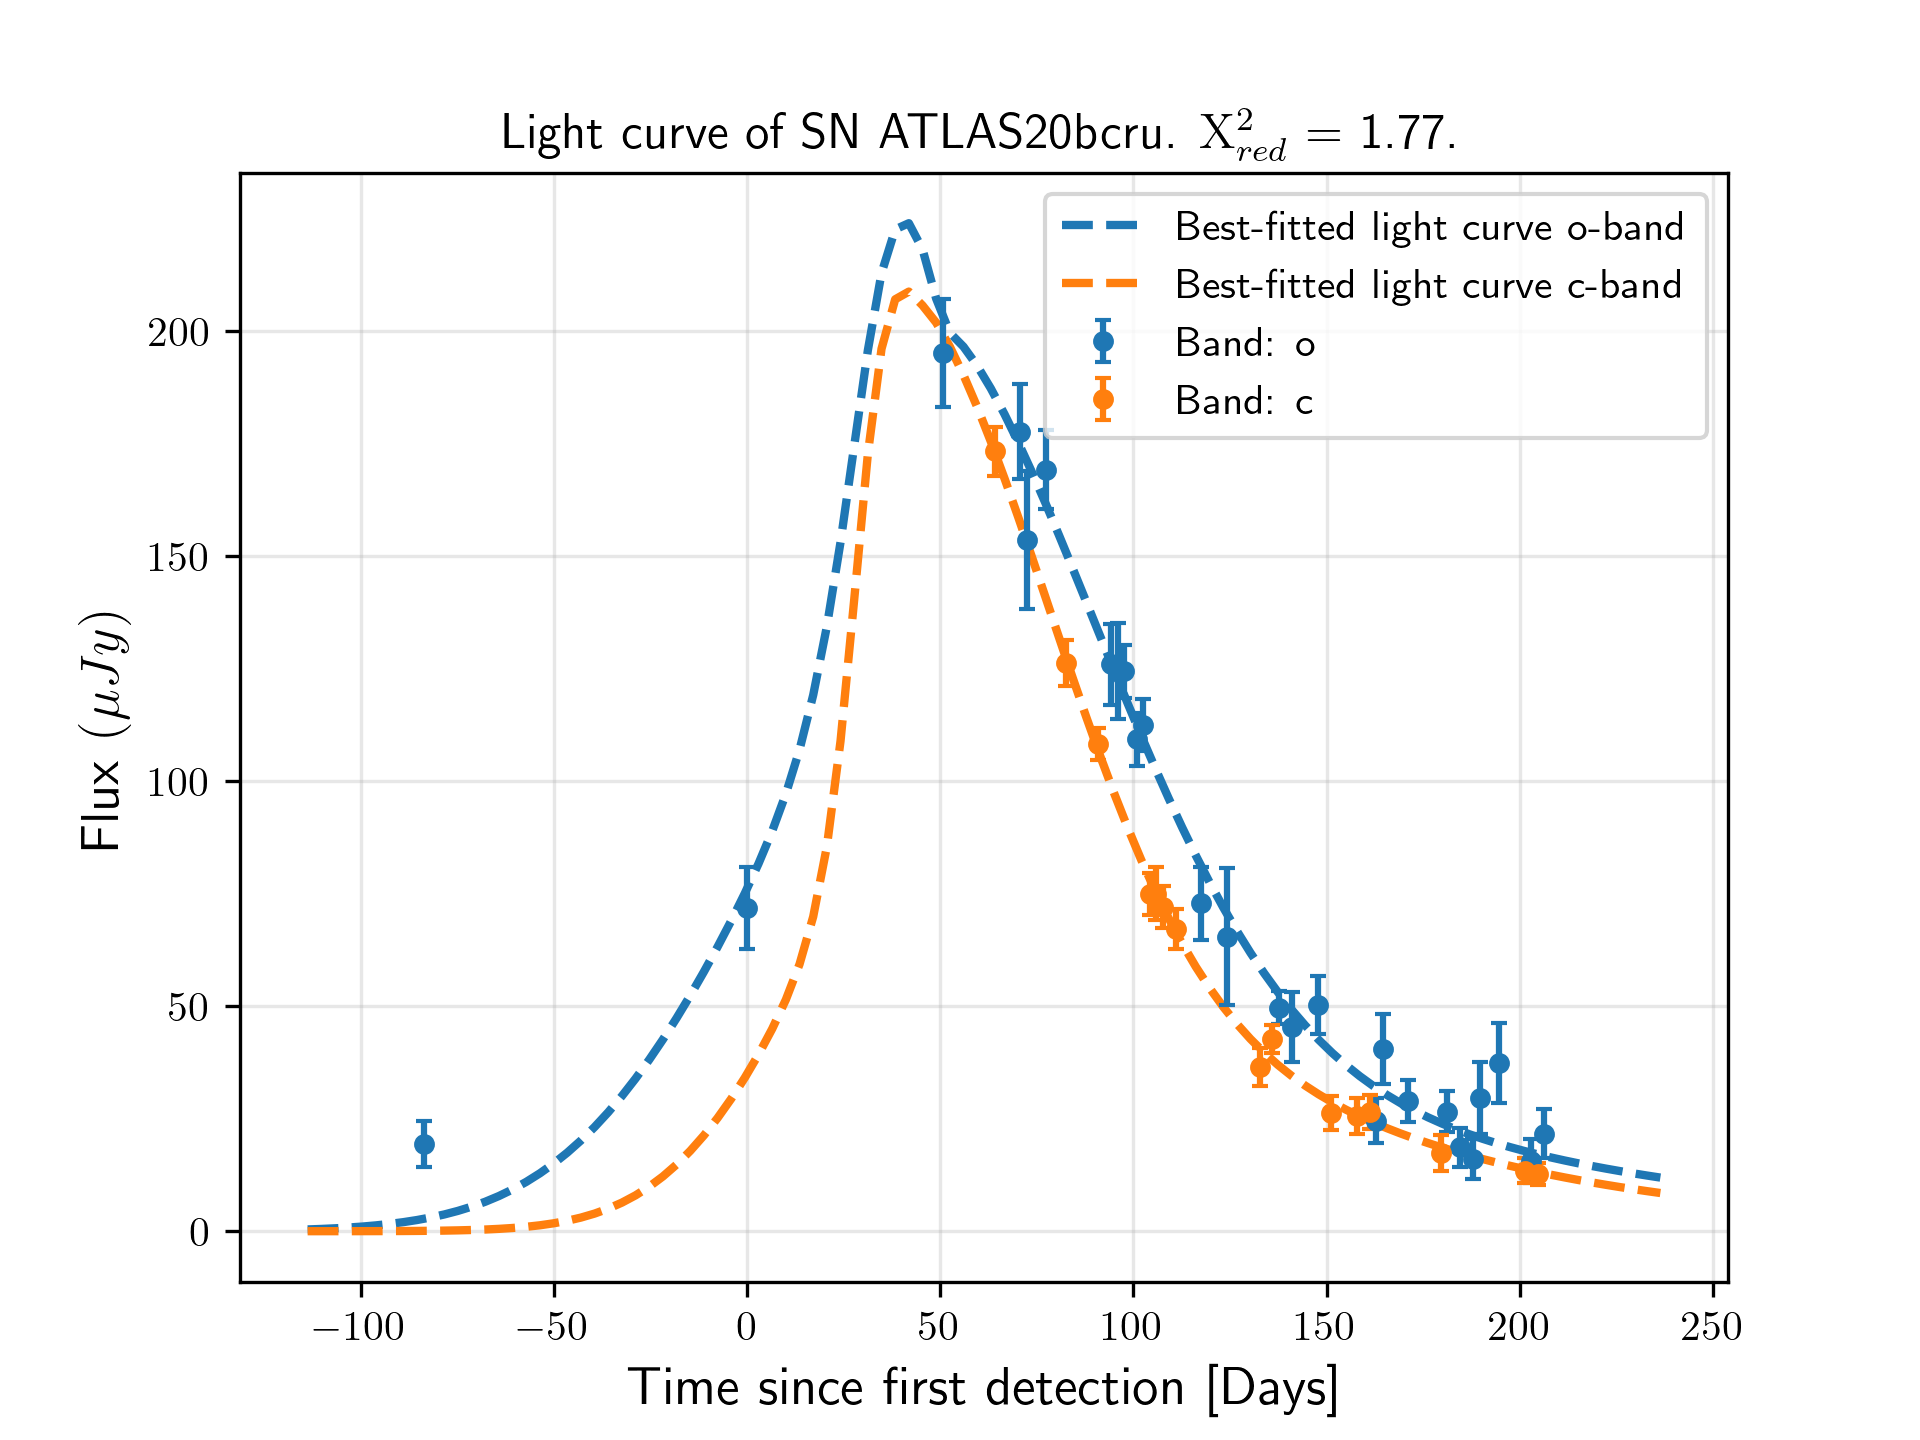 Light curve of SN ATLAS20bcru. X²_red = 1.77.
Best-fitted light curve o-band
Best-fitted light curve c-band
Band: o
Band: c
Flux (μJy)
200
150
100
50
0
−100 −50 0 50 100 150 200 250
Time since first detection [Days]